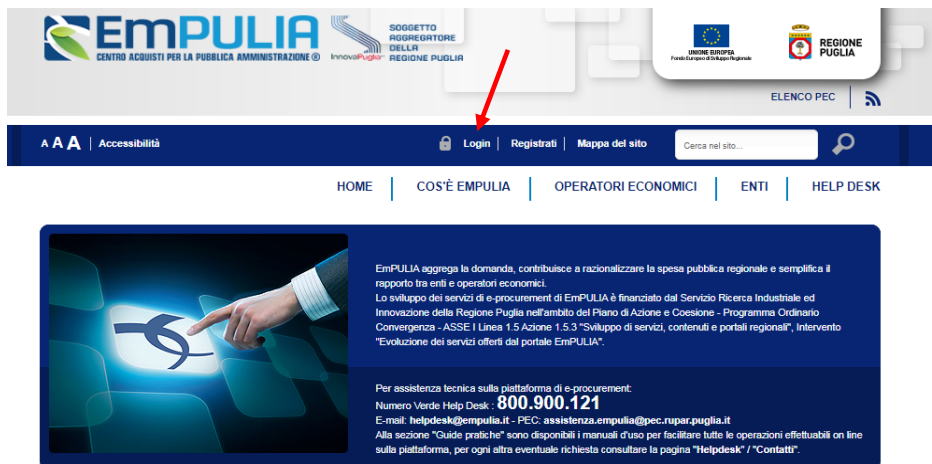 EmPULIA
CENTRO ACQUISTI PER LA PUBBLICA AMMINISTRAZIONE ®
InnovaPuglia
SOGGETTO
AGGREGATORE
DELLA
REGIONE PUGLIA
UNIONE EUROPEA
Fondo Europeo di Sviluppo Regionale
REGIONE
PUGLIA
ELENCO PEC
A A A | Accessibilità
Login | Registrati | Mappa del sito
Cerca nel sito...
HOME | COS'È EMPULIA | OPERATORI ECONOMICI | ENTI | HELP DESK
EmPULIA aggrega la domanda, contribuisce a razionalizzare la spesa pubblica regionale e semplifica il
rapporto tra enti e operatori economici.
Lo sviluppo dei servizi di e-procurement di EmPULIA è finanziato dal Servizio Ricerca Industriale ed
Innovazione della Regione Puglia nell'ambito del Piano di Azione e Coesione - Programma Ordinario
Convergenza - ASSE I Linea 1.5 Azione 1.5.3 "Sviluppo di servizi, contenuti e portali regionali", Intervento
"Evoluzione dei servizi offerti dal portale EmPULIA".
Per assistenza tecnica sulla piattaforma di e-procurement:
Numero Verde Help Desk : 800.900.121
E-mail: helpdesk@empulia.it - PEC: assistenza.empulia@pec.rupar.puglia.it
Alla sezione "Guide pratiche" sono disponibili i manuali d'uso per facilitare tutte le operazioni effettuabili on line
sulla piattaforma, per ogni altra eventuale richiesta consultare la pagina "Helpdesk" / "Contatti".